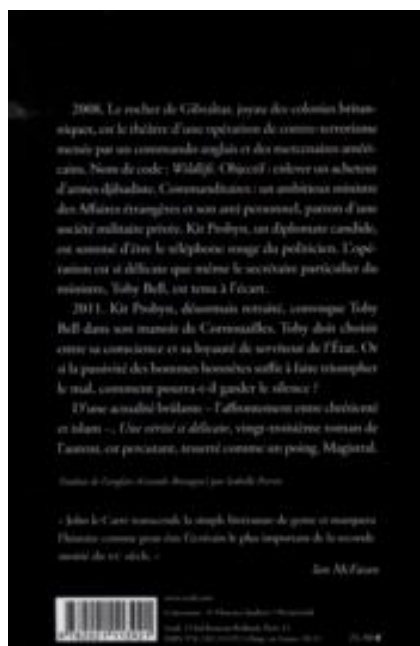 2008. Le rocher de Gibraltar, joyau des colonies britan-
niques, est le théâtre d'une opération de contre-terrorisme
menée par un commando anglais et des mercenaires améri-
cains. Nom de code : Wildlife. Objectif : enlever un acheteur
d'armes djihadiste. Commanditaires : un ambitieux ministre
des Affaires étrangères et son ami personnel, patron d'une
société militaire privée. Kit Probyn, un diplomate candide,
est sommé d'être le téléphone rouge du politicien. L'opé-
ration est si délicate que même le secrétaire particulier du
ministre, Toby Bell, est tenu à l'écart.
2011. Kit Probyn, désormais retraité, convoque Toby
Bell dans son manoir de Cornouailles. Toby doit choisir
entre sa conscience et sa loyauté de serviteur de l'État. Or
si la passivité des hommes honnêtes suffit à faire triompher
le mal, comment pourra-t-il garder le silence ?
D'une actualité brûlante – l'affrontement entre chrétienté
et islam –, Une vérité si délicate, vingt-troisième roman de
l'auteur, est percutant, resserré comme un poing. Magistral.
Traduit de l'anglais (Grande-Bretagne) par Isabelle Perrin
« John le Carré transcende la simple littérature de genre et marquera
l'histoire comme peut-être l'écrivain le plus important de la seconde
moitié du XXe siècle. »
Ian McEwan